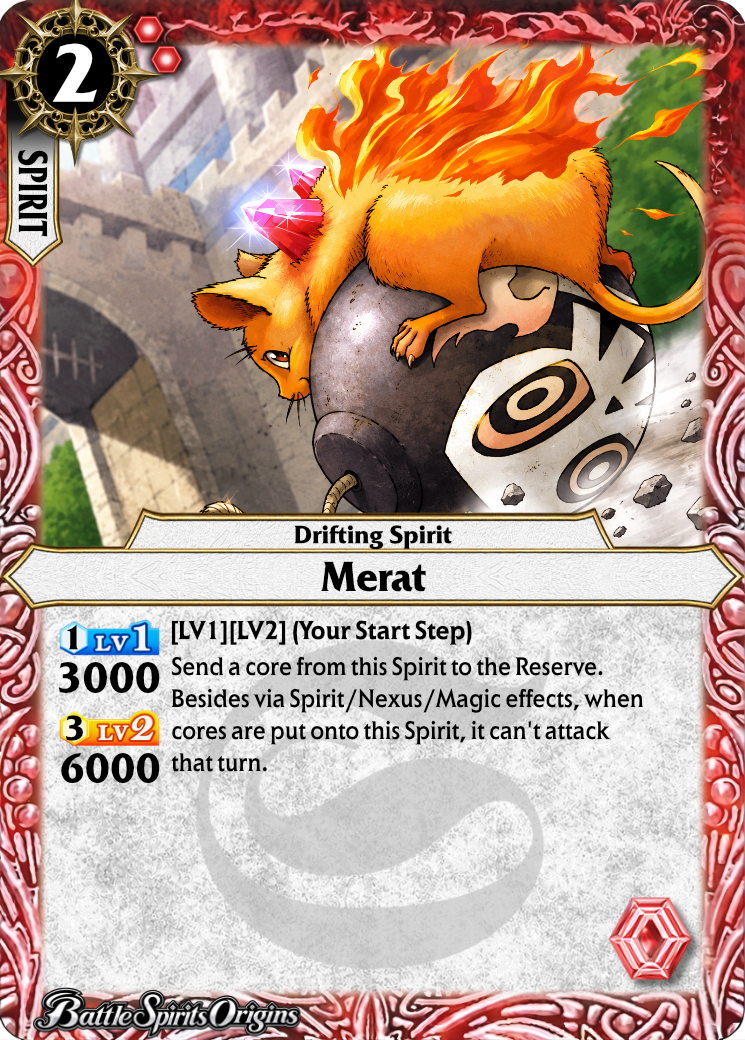 2
SPIRIT
Drifting Spirit
Merat
1 LV1
3000
3 LV2
6000
[LV1][LV2] (Your Start Step)
Send a core from this Spirit to the Reserve.
Besides via Spirit/Nexus/Magic effects, when
cores are put onto this Spirit, it can't attack
that turn.
Battle Spirits Origins